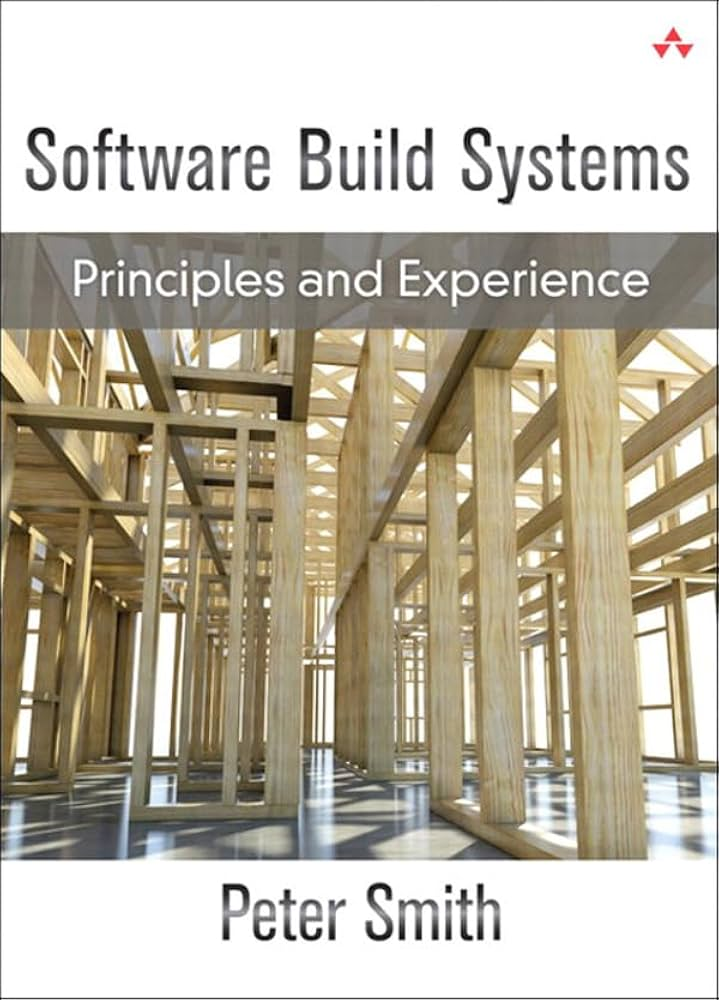 Software Build Systems
Principles and Experience
Peter Smith